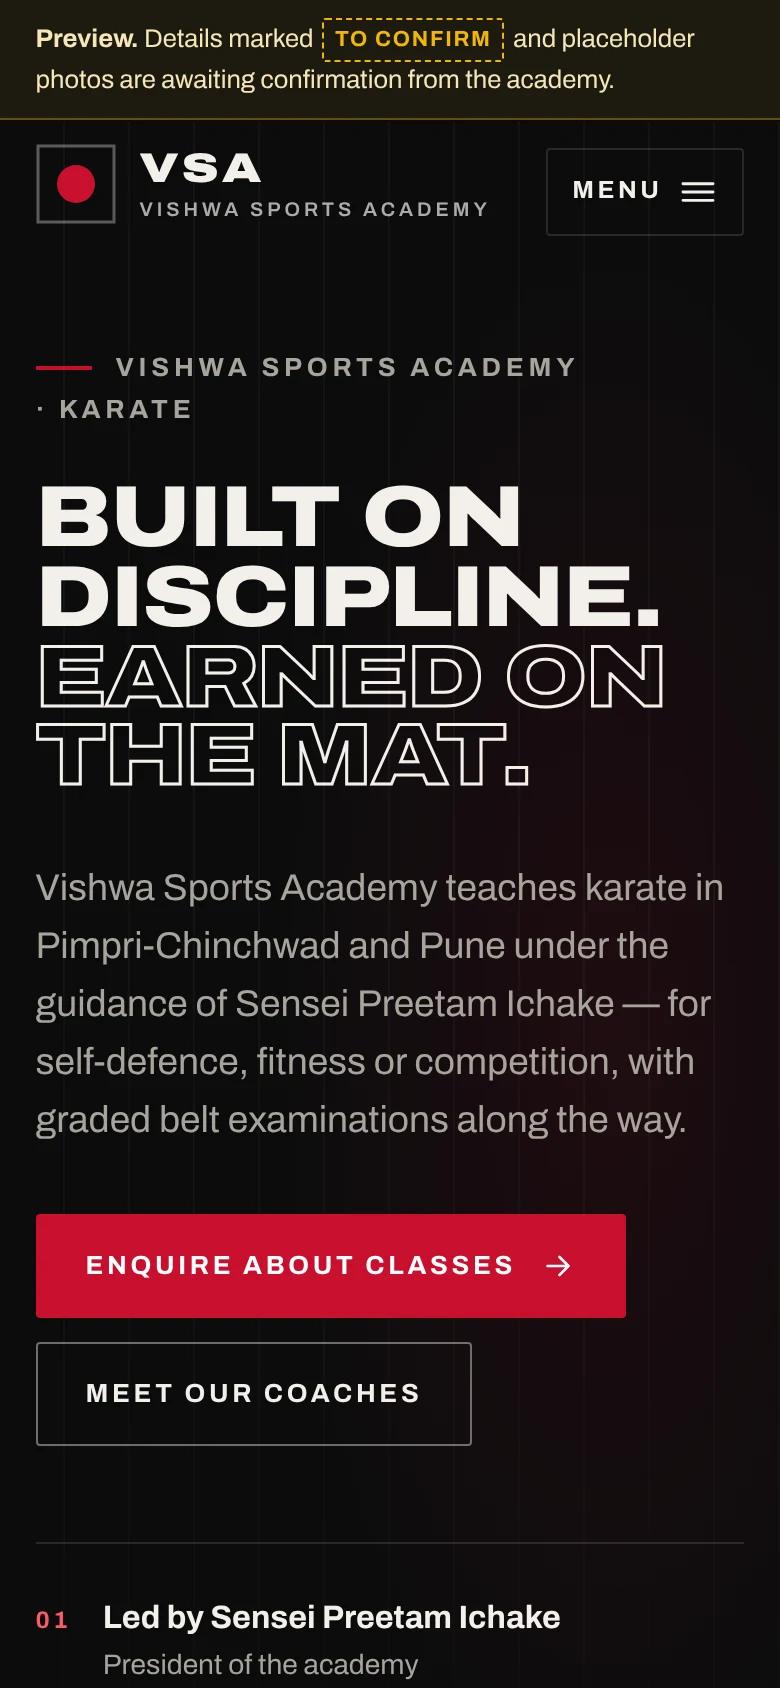 Preview. Details marked TO CONFIRM and placeholder
photos are awaiting confirmation from the academy.
VSA
VISHWA SPORTS ACADEMY
MENU
VISHWA SPORTS ACADEMY
· KARATE
BUILT ON
DISCIPLINE.
EARNED ON
THE MAT.
Vishwa Sports Academy teaches karate in
Pimpri-Chinchwad and Pune under the
guidance of Sensei Preetam Ichake — for
self-defence, fitness or competition, with
graded belt examinations along the way.
ENQUIRE ABOUT CLASSES →
MEET OUR COACHES
01 Led by Sensei Preetam Ichake
President of the academy